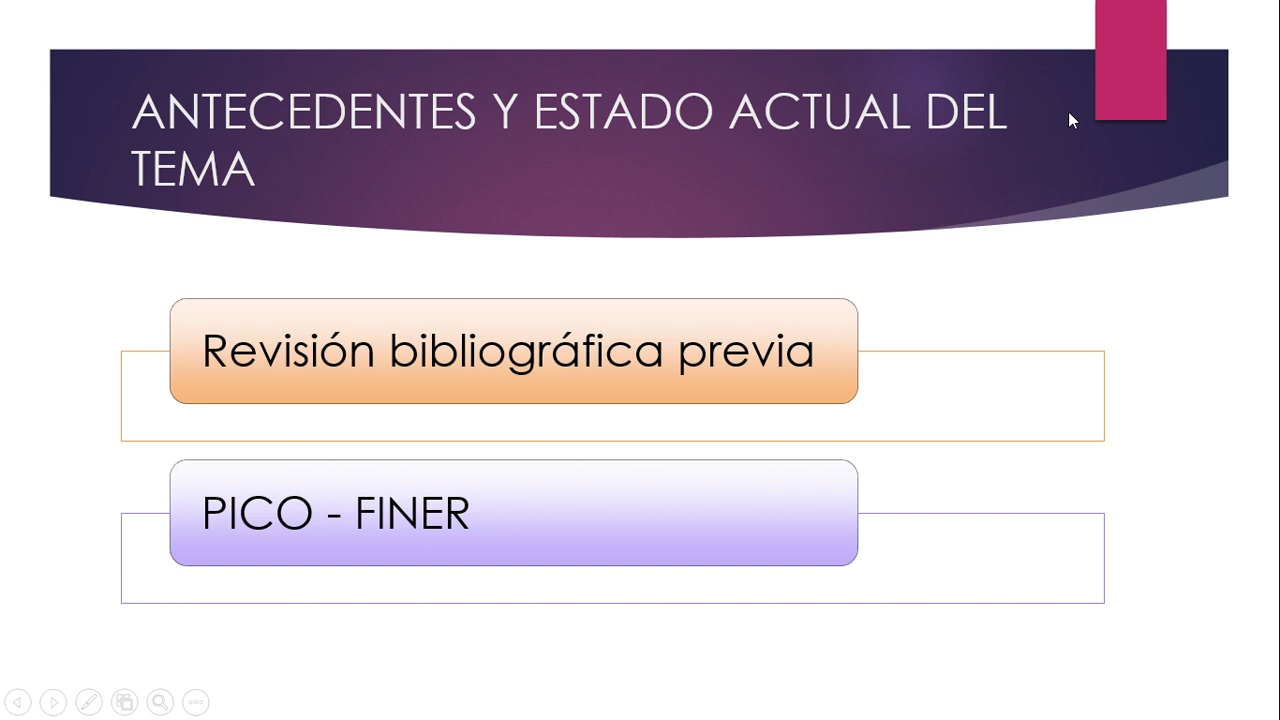 ANTECEDENTES Y ESTADO ACTUAL DEL
TEMA
Revisión bibliográfica previa
PICO - FINER